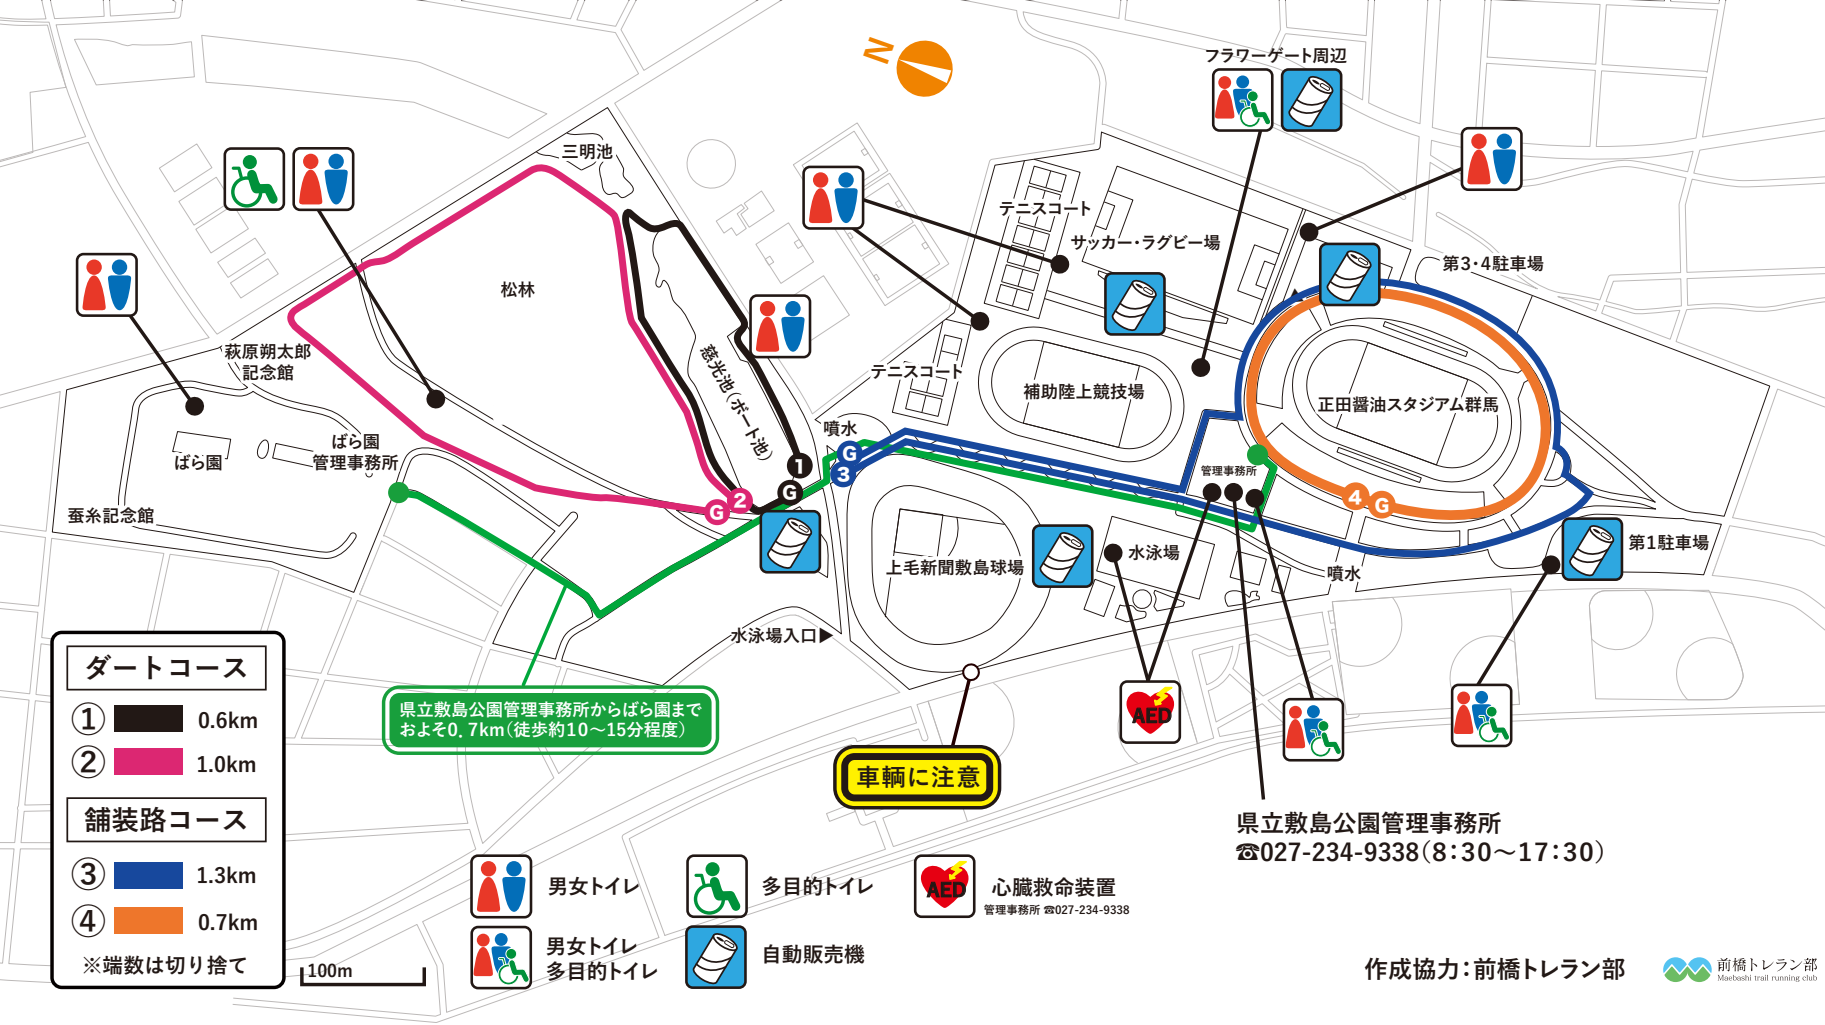 N
フラワーゲート周辺
三明池
テニスコート
サッカー・ラグビー場
第3・4駐車場
松林
萩原朔太郎
記念館
慈光池(ボート池)
テニスコート
補助陸上競技場
正田醤油スタジアム群馬
噴水
ばら園
ばら園
管理事務所
1
G
3
G
2
G
4
G
管理事務所
蚕糸記念館
上毛新聞敷島球場
水泳場
第1駐車場
噴水
水泳場入口▶
県立敷島公園管理事務所からばら園まで
およそ0.7km(徒歩約10〜15分程度)
AED
車輌に注意
県立敷島公園管理事務所
☎027-234-9338(8:30〜17:30)
ダートコース
① 0.6km
② 1.0km
舗装路コース
③ 1.3km
④ 0.7km
※端数は切り捨て
100m
男女トイレ
多目的トイレ
AED
心臓救命装置
管理事務所 ☎027-234-9338
男女トイレ
多目的トイレ
自動販売機
作成協力:前橋トレラン部
前橋トレラン部
Maebashi trail running club